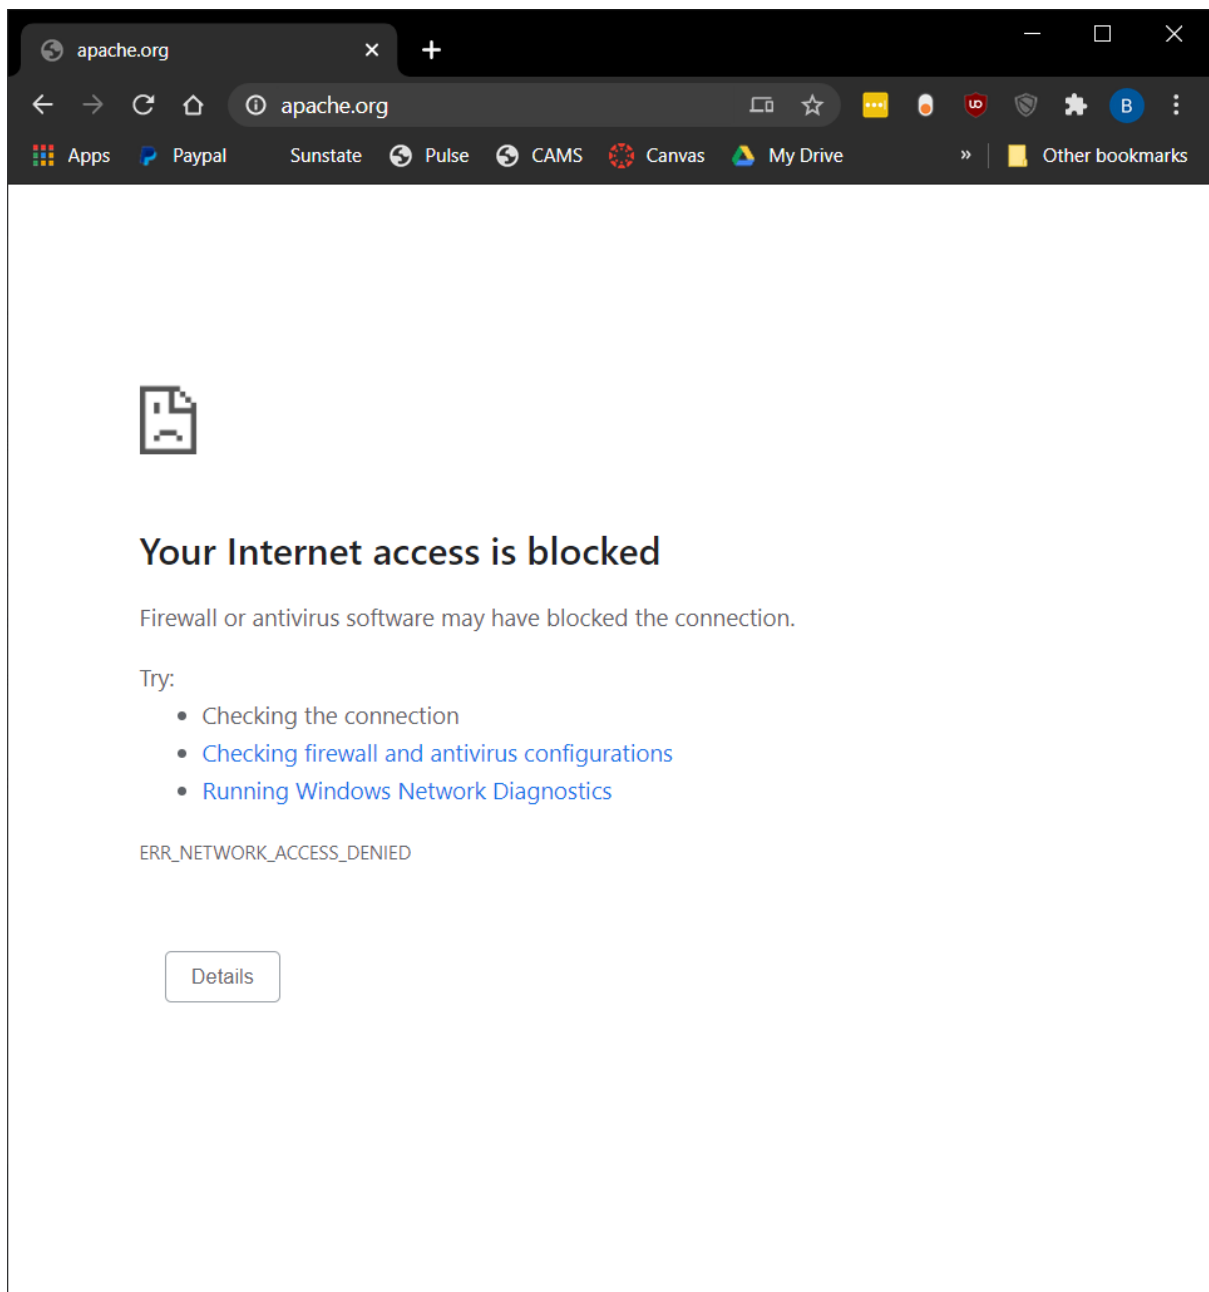 apache.org
apache.org
B
Apps Paypal Sunstate Pulse CAMS Canvas My Drive » Other bookmarks
Your Internet access is blocked
Firewall or antivirus software may have blocked the connection.
Try:
• Checking the connection
• Checking firewall and antivirus configurations
• Running Windows Network Diagnostics
ERR_NETWORK_ACCESS_DENIED
Details